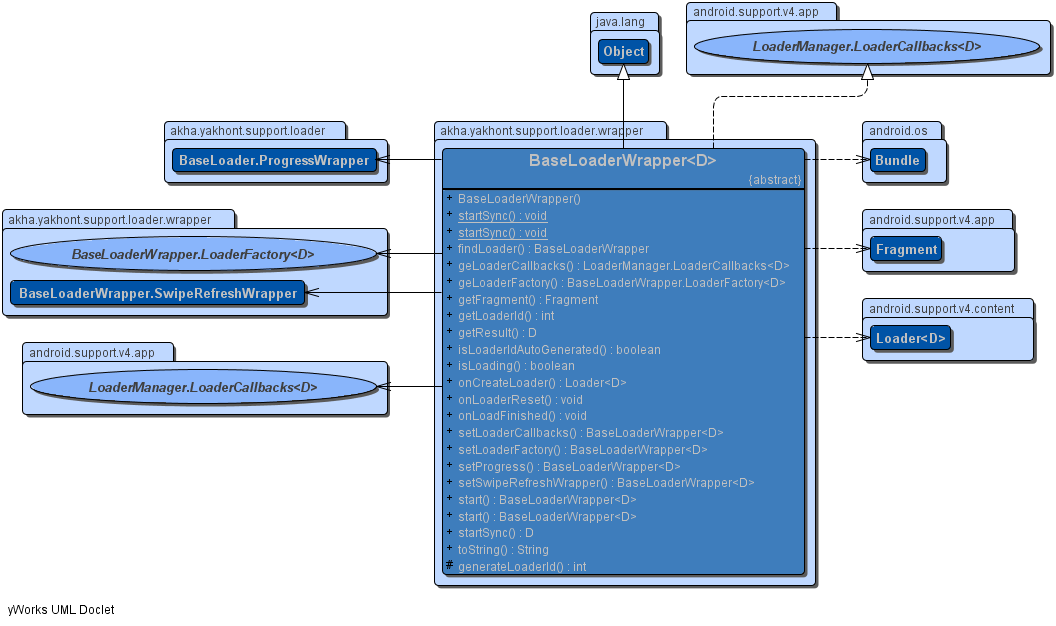 java.lang
Object
android.support.v4.app
LoaderManager.LoaderCallbacks<D>
akha.yakhont.support.loader
BaseLoader.ProgressWrapper
akha.yakhont.support.loader.wrapper
BaseLoaderWrapper.LoaderFactory<D>
BaseLoaderWrapper.SwipeRefreshWrapper
android.support.v4.app
LoaderManager.LoaderCallbacks<D>
akha.yakhont.support.loader.wrapper
BaseLoaderWrapper<D>
{abstract}
+ BaseLoaderWrapper()
+ startSync() : void
+ startSync() : void
+ findLoader() : BaseLoaderWrapper
+ geLoaderCallbacks() : LoaderManager.LoaderCallbacks<D>
+ geLoaderFactory() : BaseLoaderWrapper.LoaderFactory<D>
+ getFragment() : Fragment
+ getLoaderId() : int
+ getResult() : D
+ isLoaderIdAutoGenerated() : boolean
+ isLoading() : boolean
+ onCreateLoader() : Loader<D>
+ onLoaderReset() : void
+ onLoadFinished() : void
+ setLoaderCallbacks() : BaseLoaderWrapper<D>
+ setLoaderFactory() : BaseLoaderWrapper<D>
+ setProgress() : BaseLoaderWrapper<D>
+ setSwipeRefreshWrapper() : BaseLoaderWrapper<D>
+ start() : BaseLoaderWrapper<D>
+ start() : BaseLoaderWrapper<D>
+ startSync() : D
+ toString() : String
# generateLoaderId() : int
android.os
Bundle
android.support.v4.app
Fragment
android.support.v4.content
Loader<D>
yWorks UML Doclet